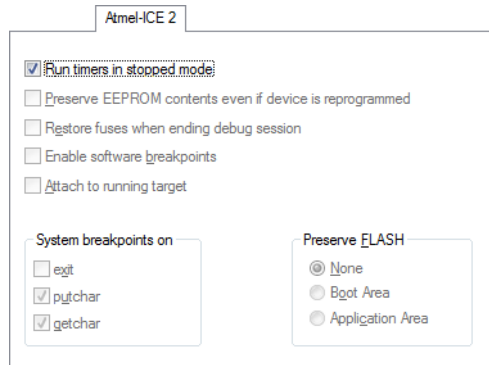 Atmel-ICE 2
Run timers in stopped mode
Preserve EEPROM contents even if device is reprogrammed
Restore fuses when ending debug session
Enable software breakpoints
Attach to running target
System breakpoints on
exit
putchar
getchar
Preserve FLASH
None
Boot Area
Application Area